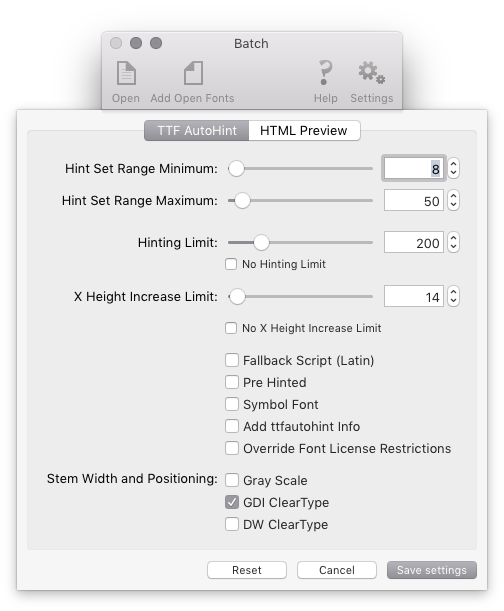 Batch
Open Add Open Fonts Help Settings
TTF AutoHint HTML Preview
Hint Set Range Minimum: 8
Hint Set Range Maximum: 50
Hinting Limit: 200
No Hinting Limit
X Height Increase Limit: 14
No X Height Increase Limit
Fallback Script (Latin)
Pre Hinted
Symbol Font
Add ttfautohint Info
Override Font License Restrictions
Stem Width and Positioning: Gray Scale
GDI ClearType
DW ClearType
Reset Cancel Save settings